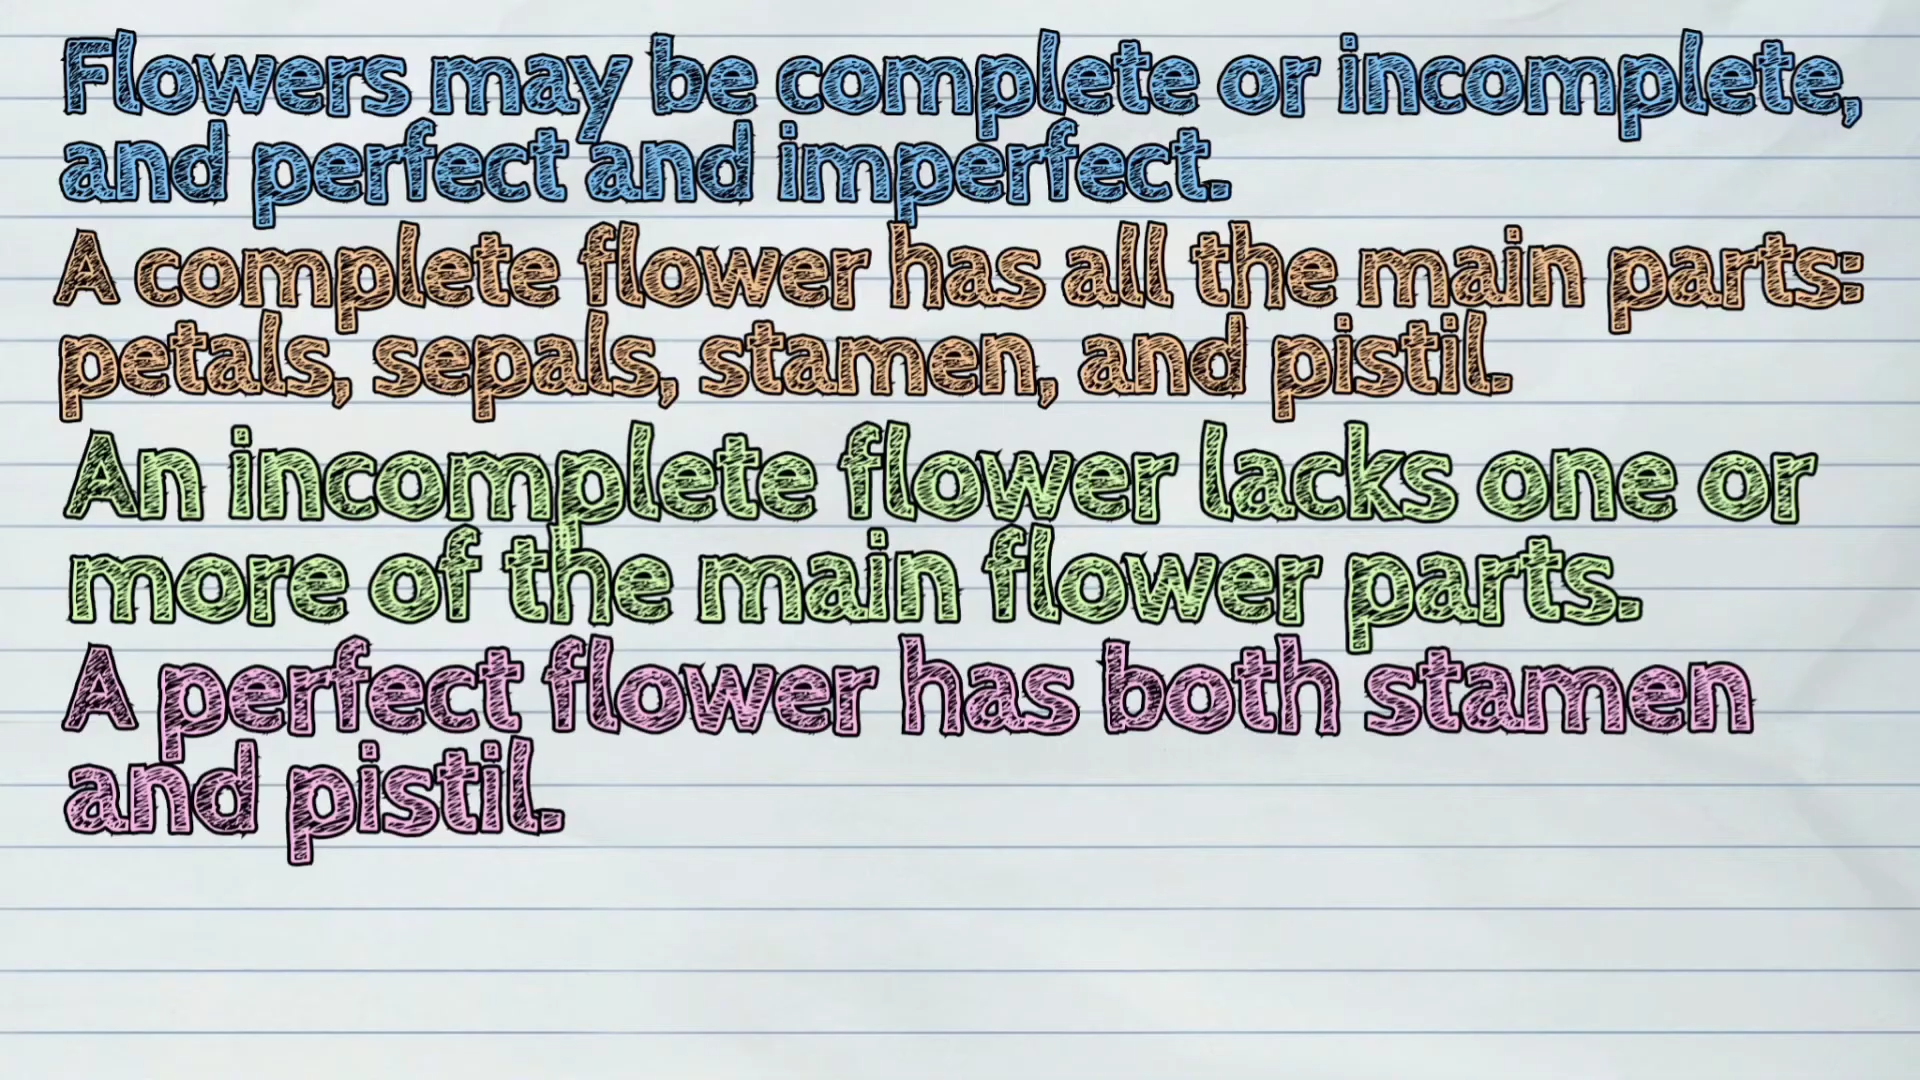 Flowers may be complete or incomplete,
and perfect and imperfect.
A complete flower has all the main parts:
petals, sepals, stamen, and pistil.
An incomplete flower lacks one or
more of the main flower parts.
A perfect flower has both stamen
and pistil.